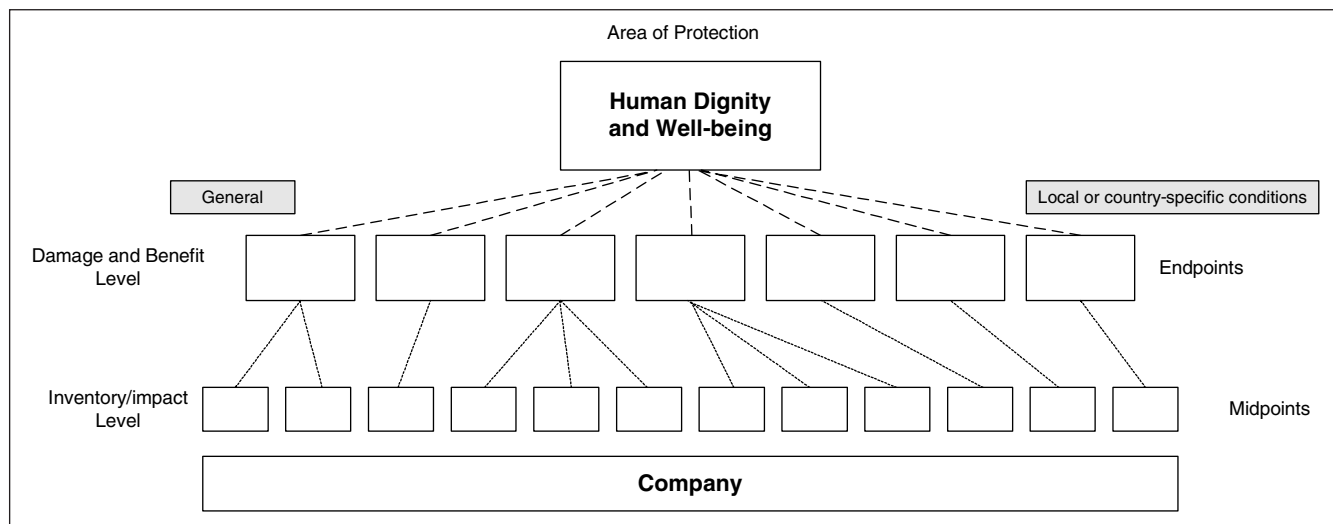 Area of Protection
Human Dignity
and Well-being
General
Local or country-specific conditions
Damage and Benefit
Level
Endpoints
Inventory/impact
Level
Midpoints
Company